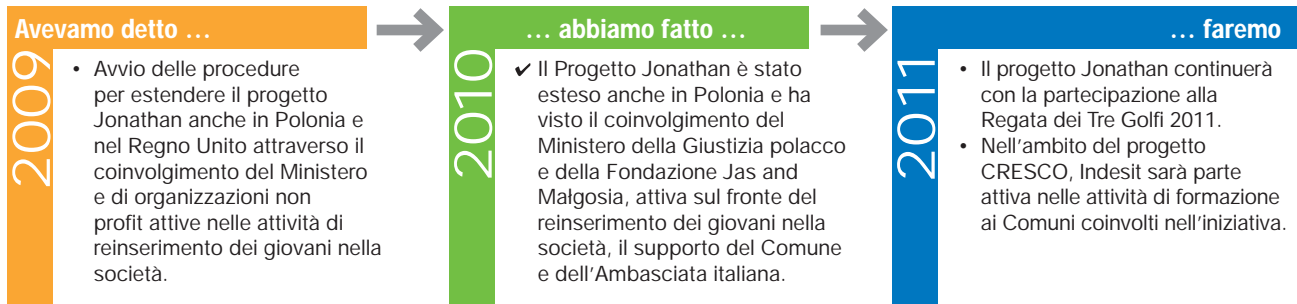 Avevamo detto …
2009
• Avvio delle procedure
per estendere il progetto
Jonathan anche in Polonia e
nel Regno Unito attraverso il
coinvolgimento del Ministero
e di organizzazioni non
profit attive nelle attività di
reinserimento dei giovani nella
società.
… abbiamo fatto …
2010
✔ Il Progetto Jonathan è stato
esteso anche in Polonia e ha
visto il coinvolgimento del
Ministero della Giustizia polacco
e della Fondazione Jas and
Małgosia, attiva sul fronte del
reinserimento dei giovani nella
società, il supporto del Comune
e dell'Ambasciata italiana.
… faremo
2011
• Il progetto Jonathan continuerà
con la partecipazione alla
Regata dei Tre Golfi 2011.
• Nell'ambito del progetto
CRESCO, Indesit sarà parte
attiva nelle attività di formazione
ai Comuni coinvolti nell'iniziativa.